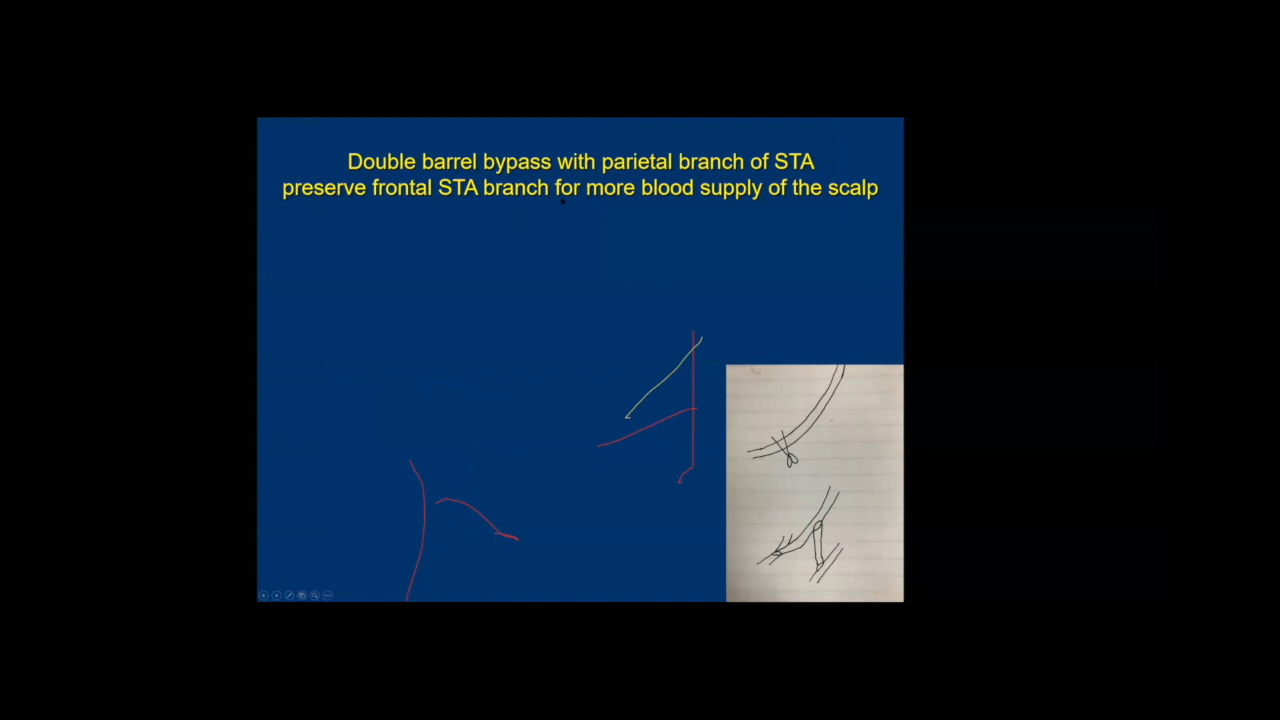 Double barrel bypass with parietal branch of STA
preserve frontal STA branch for more blood supply of the scalp